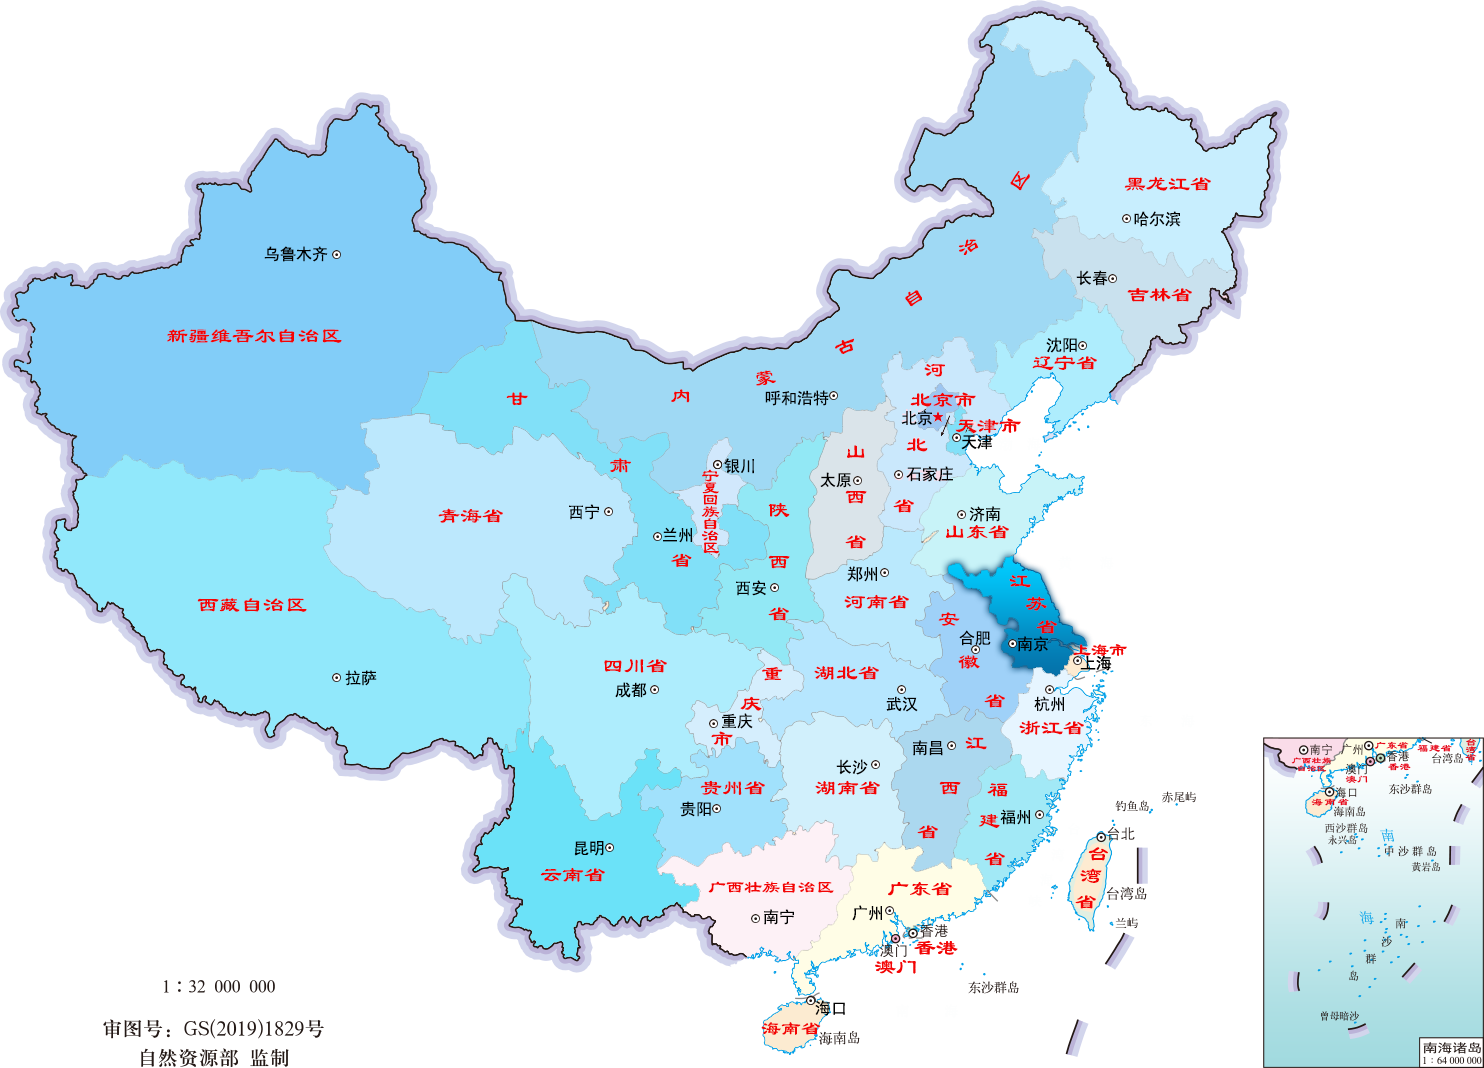 黑龙江省
哈尔滨
内蒙古自治区
呼和浩特
长春
吉林省
沈阳
辽宁省
乌鲁木齐
新疆维吾尔自治区
甘肃省
兰州
河北省
石家庄
北京市
北京
天津市
天津
山西省
太原
宁夏回族自治区
银川
陕西省
西安
青海省
西宁
济南
山东省
郑州
河南省
江苏省
南京
安徽省
合肥
上海市
上海
西藏自治区
拉萨
四川省
成都
重庆市
重庆
湖北省
武汉
杭州
浙江省
南昌
江西省
长沙
湖南省
贵州省
贵阳
福建省
福州
昆明
云南省
广西壮族自治区
南宁
广东省
广州
香港
香港
澳门
澳门
台北
台湾省
台湾岛
钓鱼岛
赤尾屿
兰屿
东沙群岛
海口
海南省
海南岛
1：32 000 000
审图号：GS(2019)1829号
自然资源部 监制
南宁
广西壮族
自治区
广州
广东省
香港
香港
澳门
澳门
福建省
台湾省
台湾岛
海口
海南省
海南岛
东沙群岛
西沙群岛
永兴岛
中沙群岛
黄岩岛
南海
南沙群岛
曾母暗沙
南海诸岛
1：64 000 000